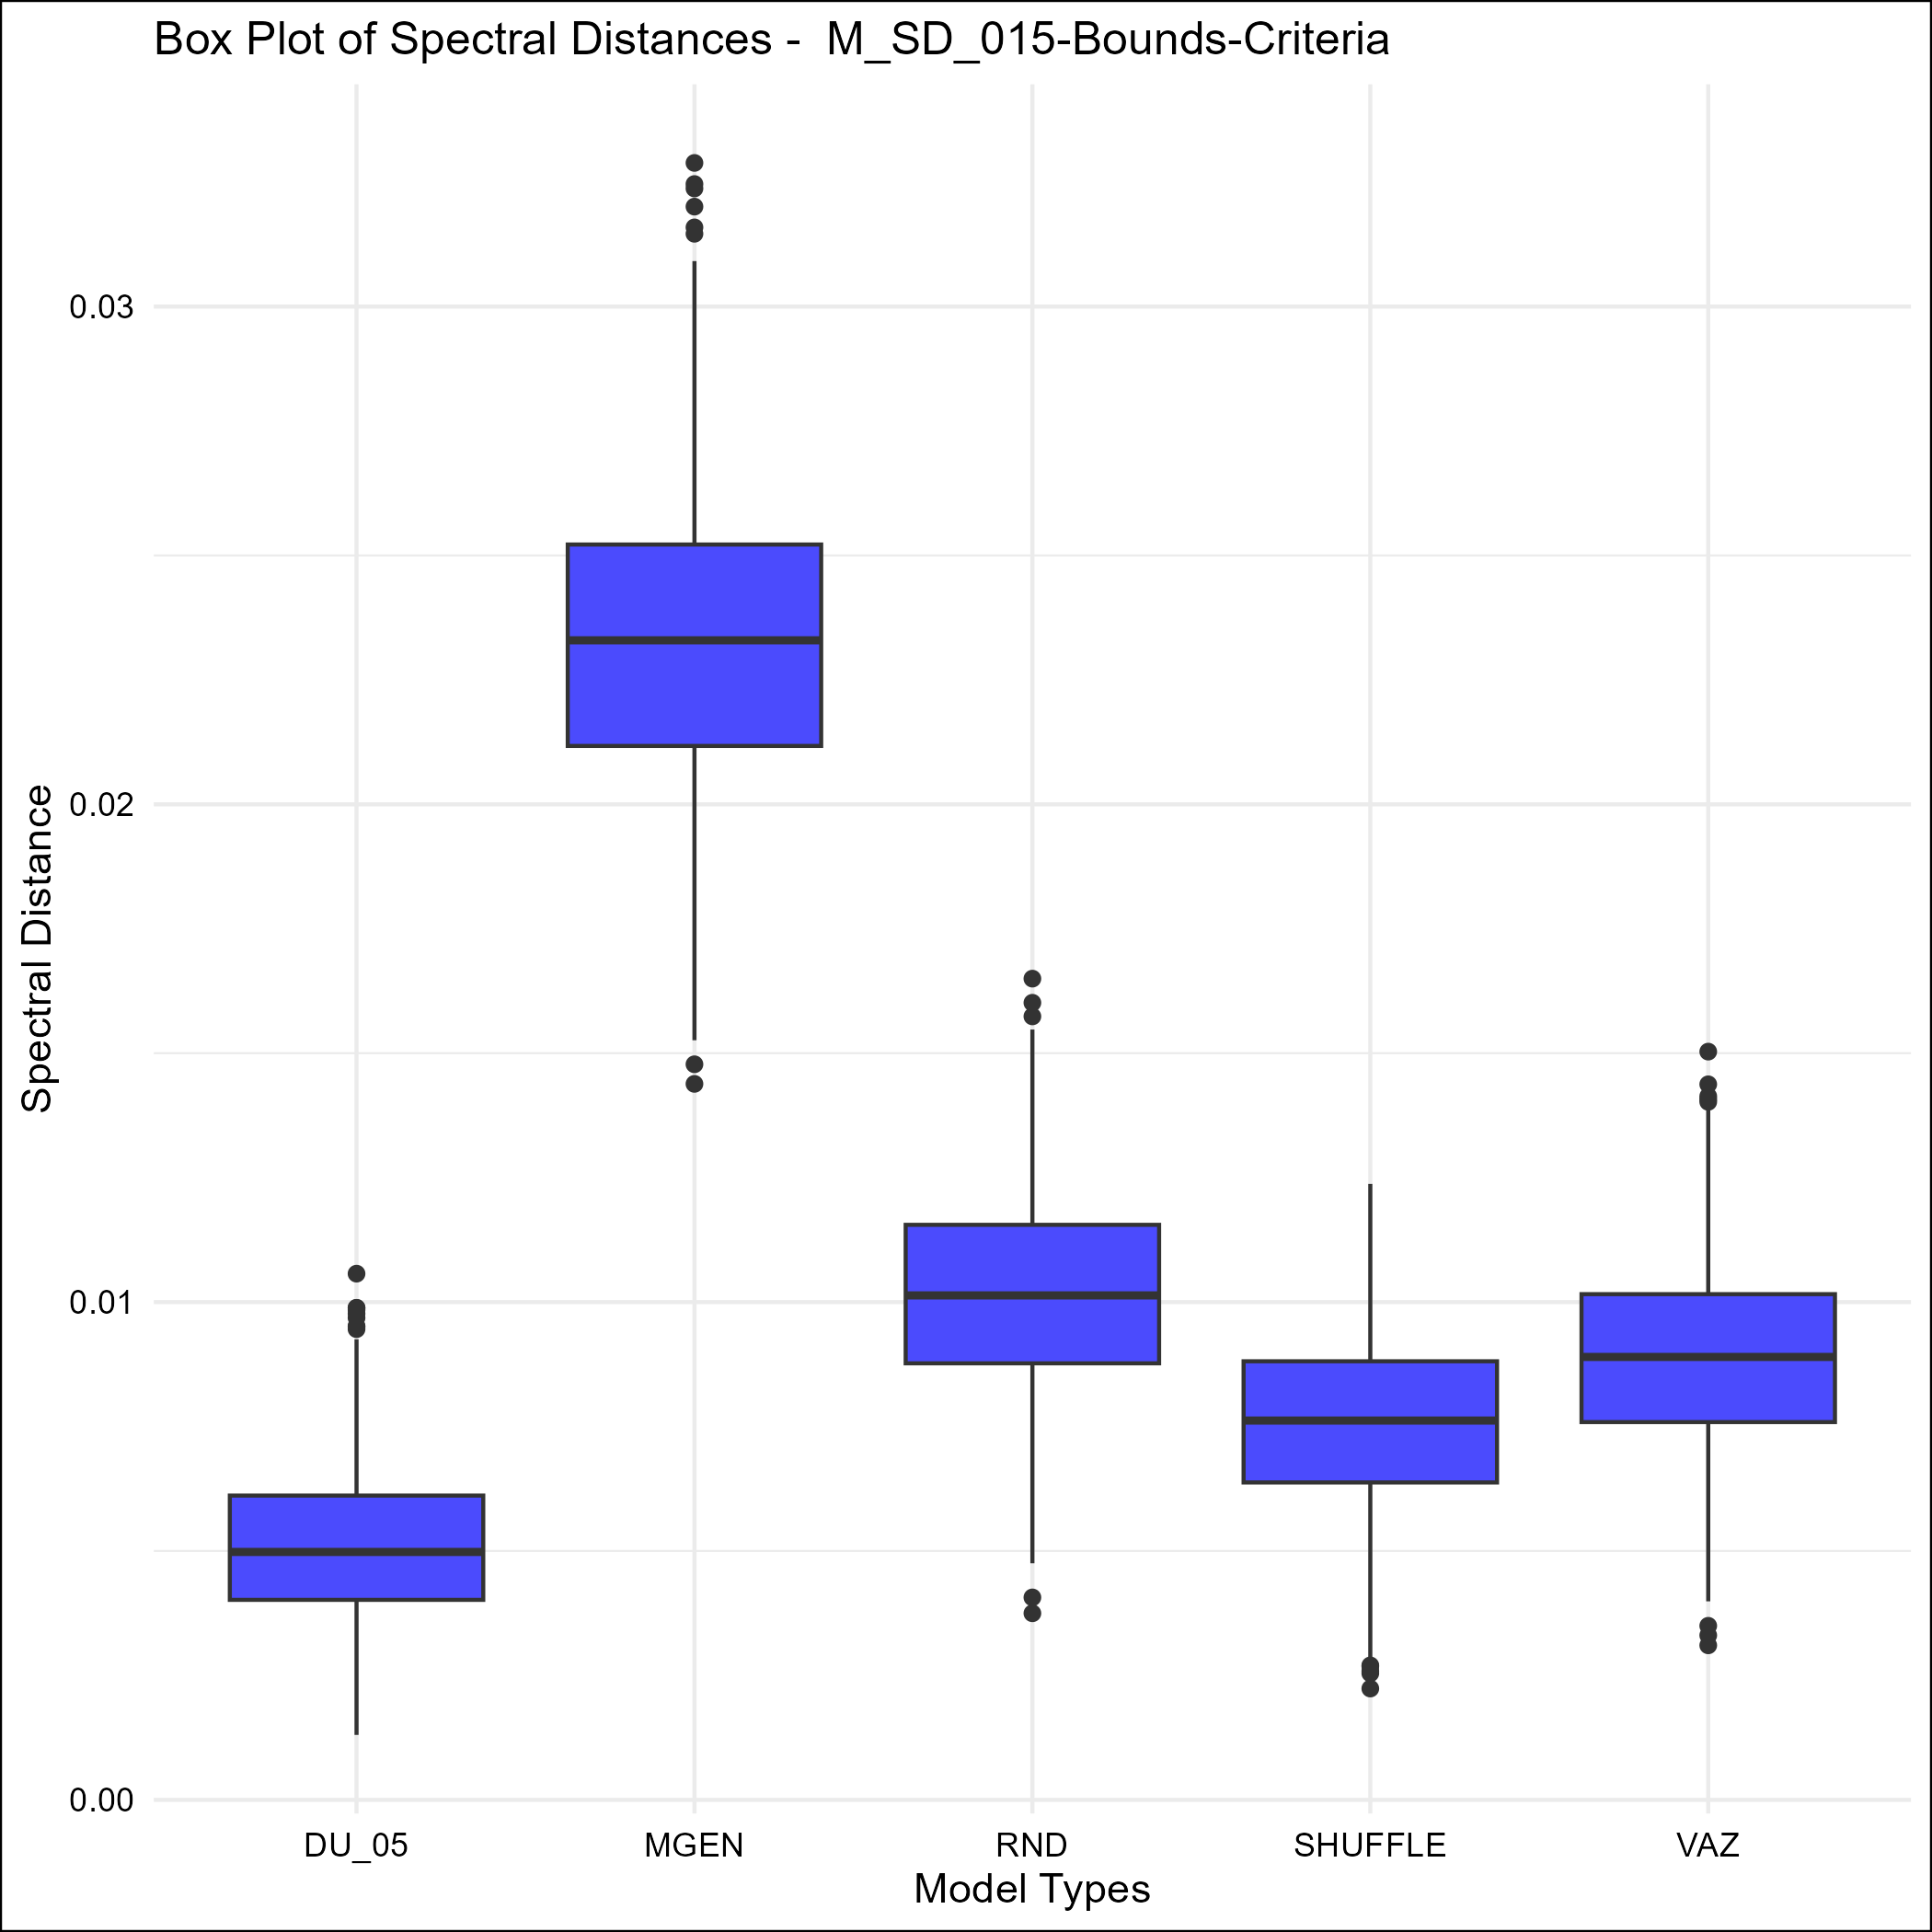 Box Plot of Spectral Distances -  M_SD_015-Bounds-Criteria
Spectral Distance
0.03
0.02
0.01
0.00
DU_05 MGEN RND SHUFFLE VAZ
Model Types